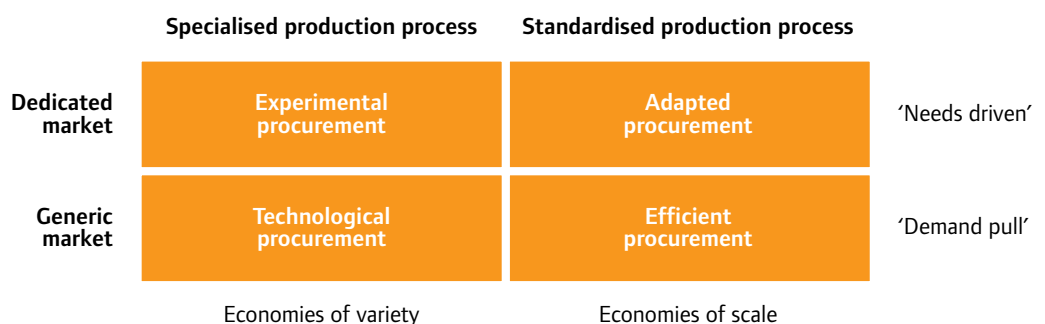 Specialised production process Standardised production process
Dedicated
market
Experimental
procurement
Adapted
procurement
‘Needs driven’
Generic
market
Technological
procurement
Efficient
procurement
‘Demand pull’
Economies of variety Economies of scale